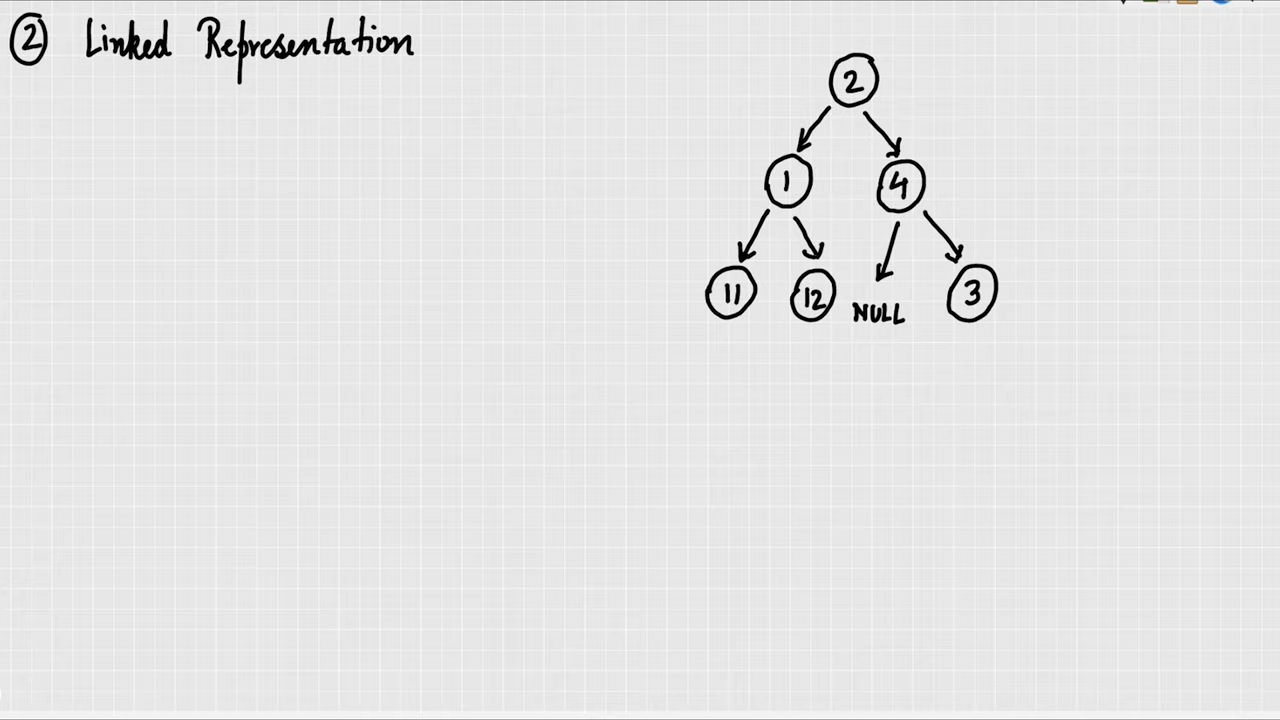 ② Linked Representation
2
1 4
11 12 NULL 3